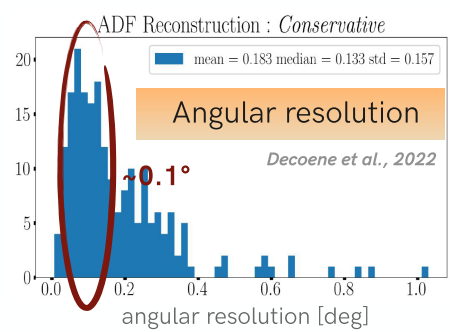 ADF Reconstruction : Conservative
mean = 0.183 median = 0.133 std = 0.157
Angular resolution
Decoene et al., 2022
~0.1°
20
15
10
5
0
0.0 0.2 0.4 0.6 0.8 1.0
angular resolution [deg]